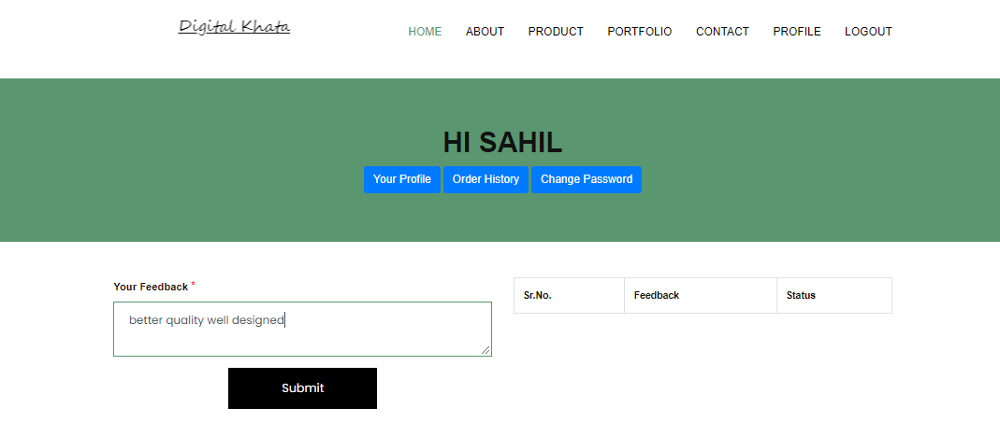 Digital Khata
HOME ABOUT PRODUCT PORTFOLIO CONTACT PROFILE LOGOUT
HI SAHIL
Your Profile Order History Change Password
Your Feedback *
better quality well designed
Submit
Sr.No. Feedback Status